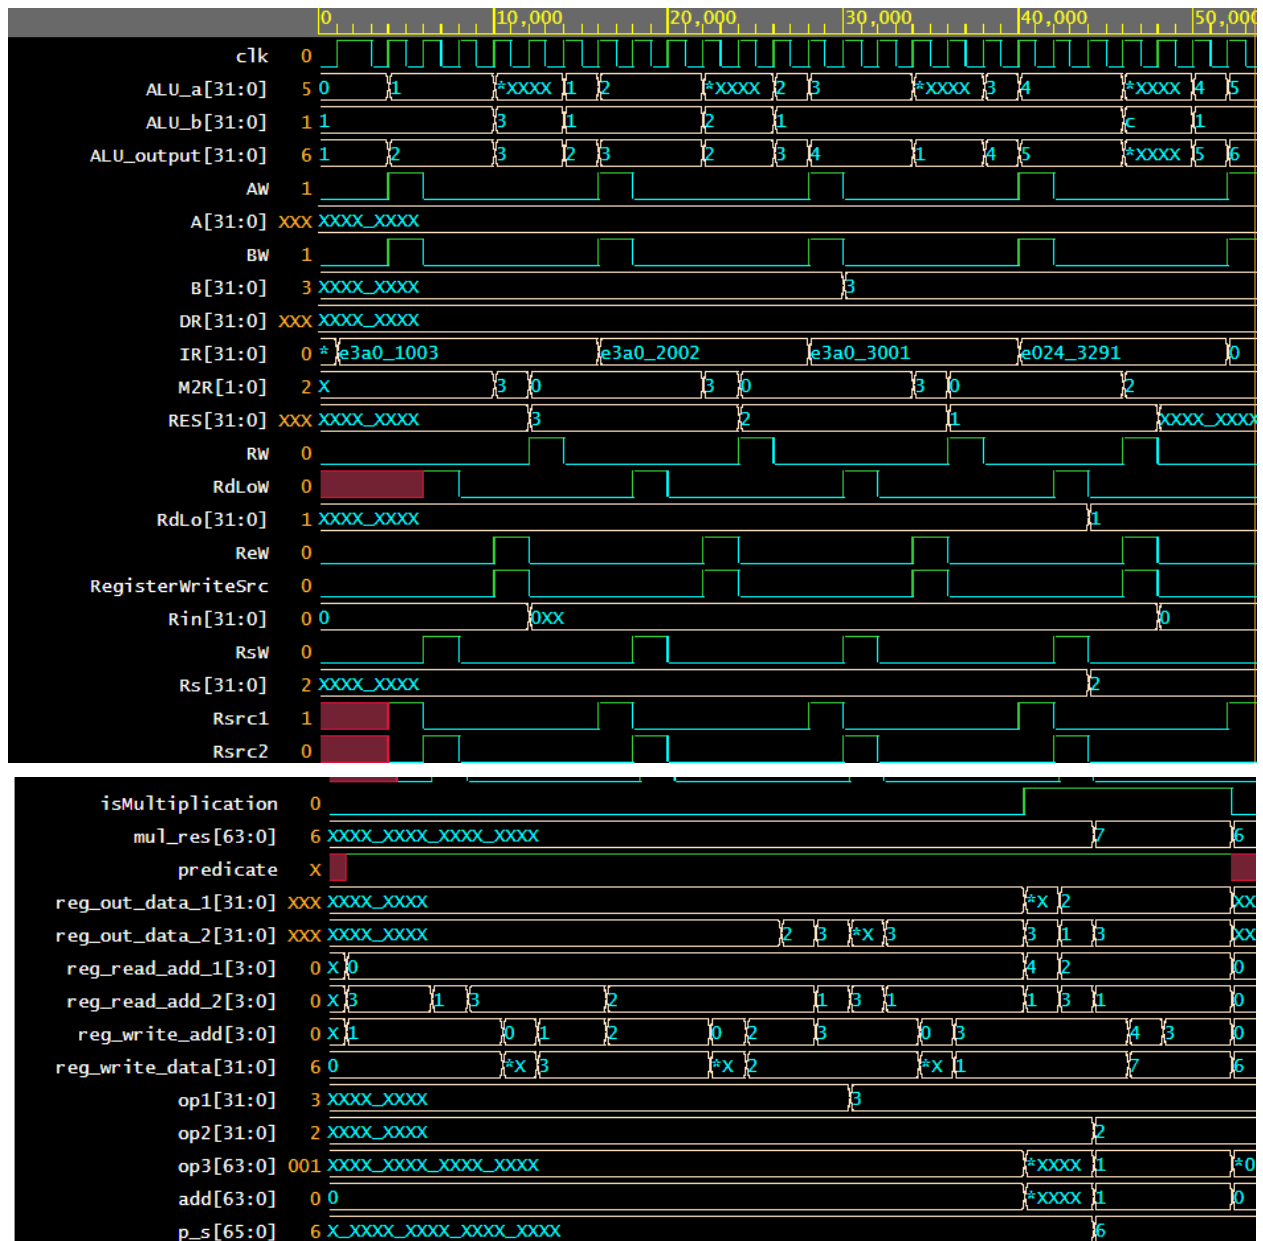 0 10,000 20,000 30,000 40,000 50,000
clk 0
ALU_a[31:0] 5 0 1 *XXXX 1 2 *XXXX 2 3 *XXXX 3 4 *XXXX 4 5
ALU_b[31:0] 1 1 3 1 2 1 c 1
ALU_output[31:0] 6 1 2 3 2 3 2 3 4 1 4 5 *XXXX 5 6
AW 1
A[31:0] XXX XXXX_XXXX
BW 1
B[31:0] 3 XXXX_XXXX 3
DR[31:0] XXX XXXX_XXXX
IR[31:0] 0 * e3a0_1003 e3a0_2002 e3a0_3001 e024_3291 0
M2R[1:0] 2 X 3 0 3 0 3 0 2
RES[31:0] XXX XXXX_XXXX 3 2 1 XXXX_XXXX
RW 0
RdLoW 0
RdLo[31:0] 1 XXXX_XXXX 1
ReW 0
RegisterWriteSrc 0
Rin[31:0] 0 0 0XX 0
RsW 0
Rs[31:0] 2 XXXX_XXXX 2
Rsrc1 1
Rsrc2 0
isMultiplication 0
mul_res[63:0] 6 XXXX_XXXX_XXXX_XXXX 7 6
predicate X
reg_out_data_1[31:0] XXX XXXX_XXXX *X 2 XX
reg_out_data_2[31:0] XXX XXXX_XXXX 2 3 *X 3 3 1 3 XX
reg_read_add_1[3:0] 0 X 0 4 2 0
reg_read_add_2[3:0] 0 X 3 1 3 2 1 3 1 1 3 1 0
reg_write_add[3:0] 0 X 1 0 1 2 0 2 3 0 3 4 3 0
reg_write_data[31:0] 6 0 *X 3 *X 2 *X 1 7 6
op1[31:0] 3 XXXX_XXXX 3
op2[31:0] 2 XXXX_XXXX 2
op3[63:0] 001 XXXX_XXXX_XXXX_XXXX *XXXX 1 *0
add[63:0] 0 0 *XXXX 1 0
p_s[65:0] 6 X_XXXX_XXXX_XXXX_XXXX 6